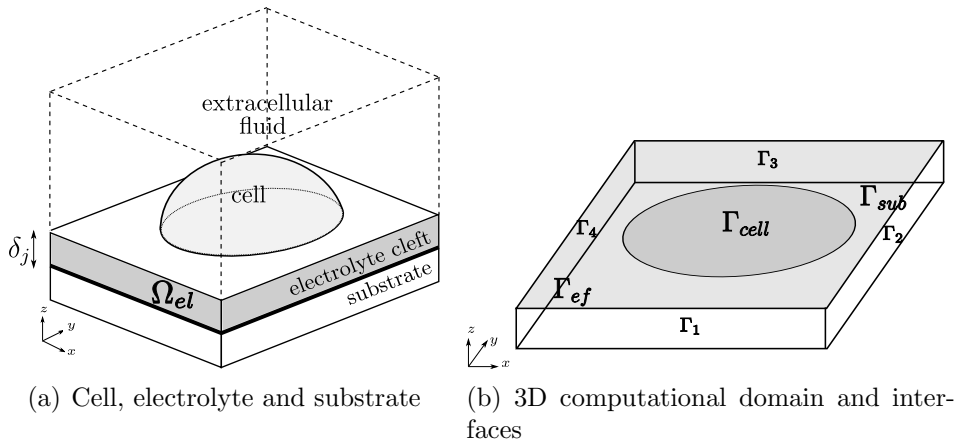 extracellular
fluid
cell
δj
Ωel
electrolyte cleft
substrate
z
y
x
(a) Cell, electrolyte and substrate
Γ3
Γsub
Γcell
Γ4
Γ2
Γef
Γ1
z
y
x
(b) 3D computational domain and inter-
faces